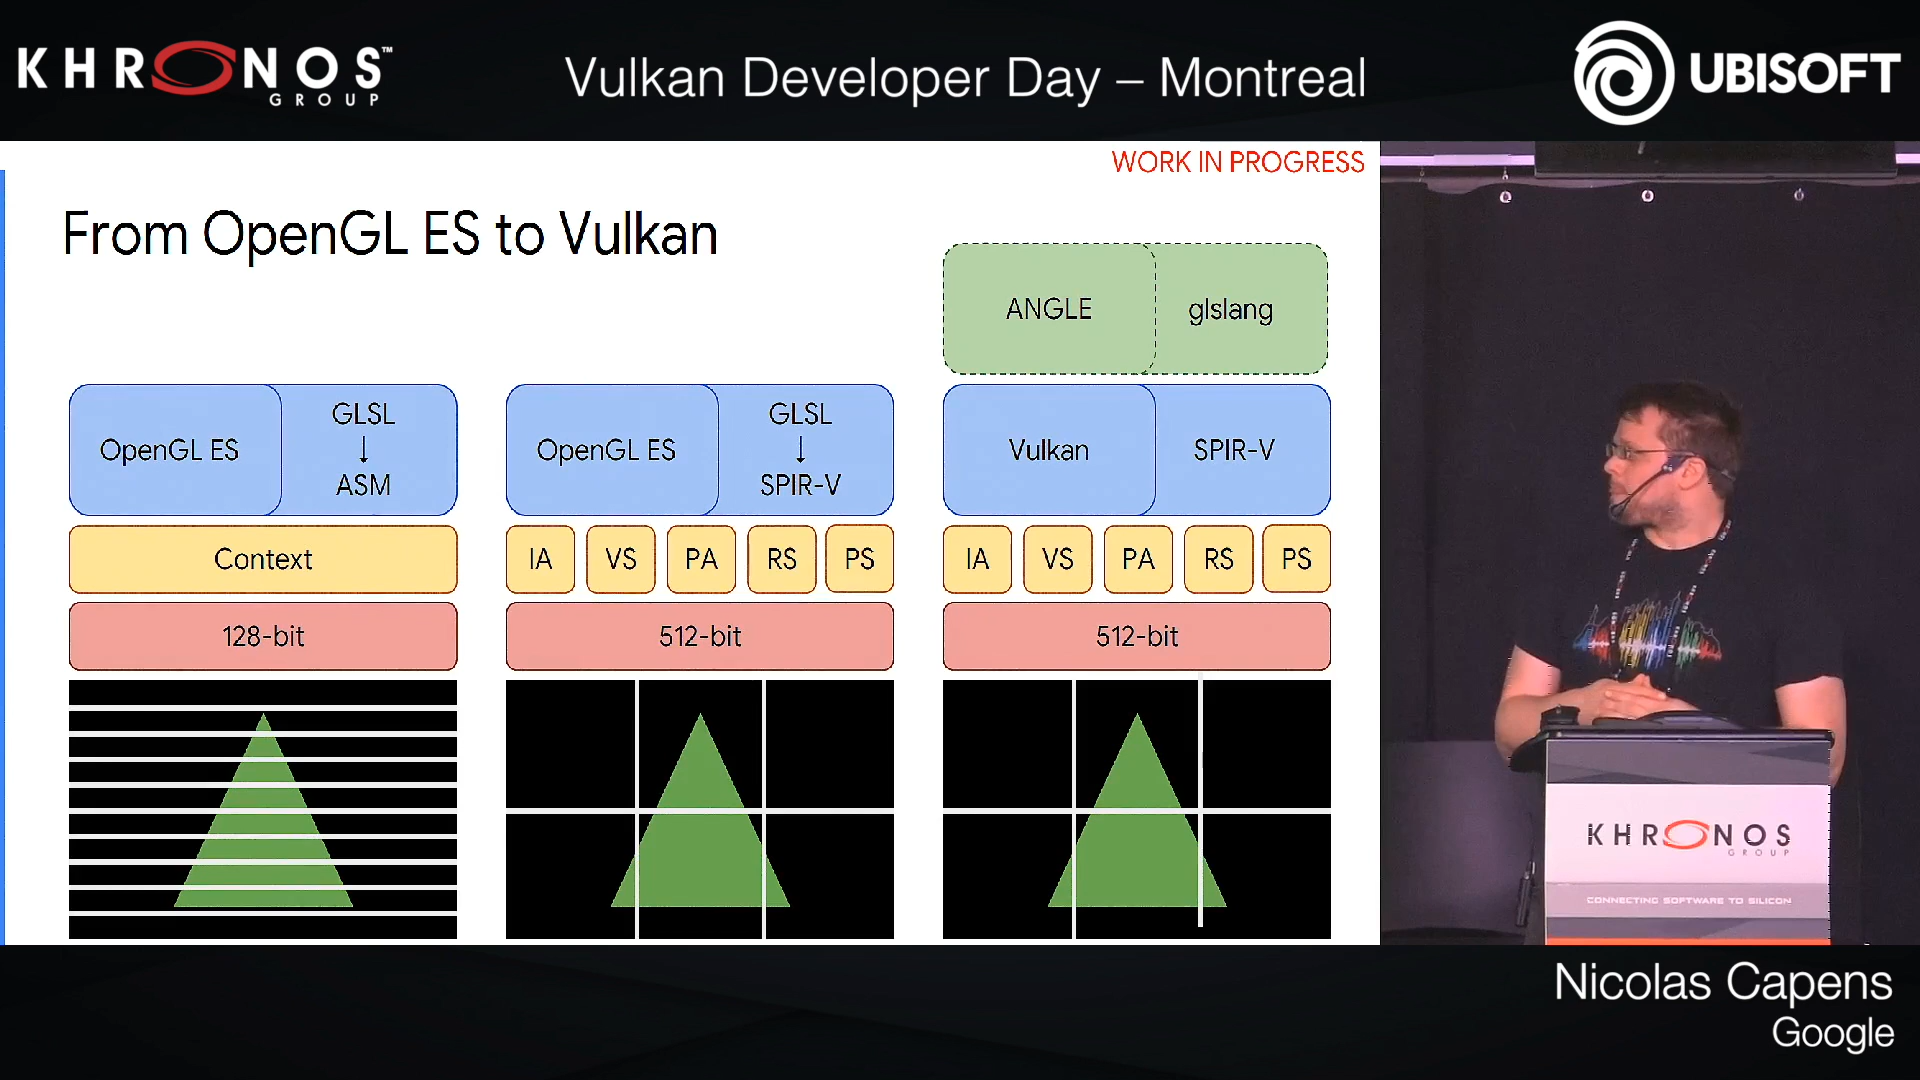 KHRONOS™
GROUP
Vulkan Developer Day – Montreal
UBISOFT
WORK IN PROGRESS
From OpenGL ES to Vulkan
ANGLE
glslang
OpenGL ES
GLSL
↓
ASM
OpenGL ES
GLSL
↓
SPIR-V
Vulkan
SPIR-V
Context
IA
VS
PA
RS
PS
IA
VS
PA
RS
PS
128-bit
512-bit
512-bit
KHRONOS
GROUP
CONNECTING SOFTWARE TO SILICON
Nicolas Capens
Google